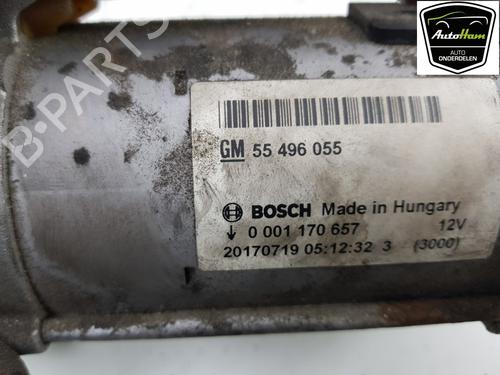 AutoHam
AUTO
ONDERDELEN
GM 55 496 055
BOSCH Made in Hungary
↓ 0 001 170 657 12V
20170719 05:12:32 3 (3000)